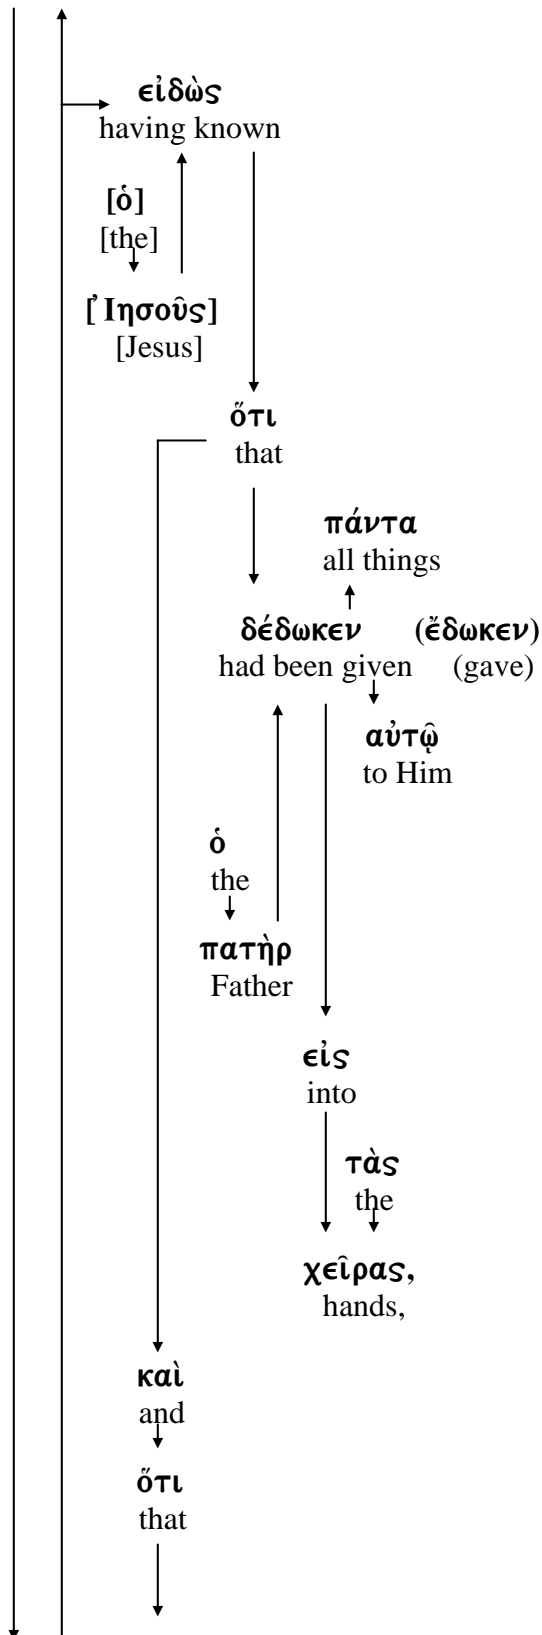 εἰδὼς
having known
[ὁ]
[the]
[Ἰησοῦς]
[Jesus]
ὅτι
that
πάντα
all things
δέδωκεν (ἔδωκεν)
had been given (gave)
αὐτῷ
to Him
ὁ
the
πατὴρ
Father
εἰς
into
τὰς
the
χεῖρας,
hands,
καὶ
and
ὅτι
that